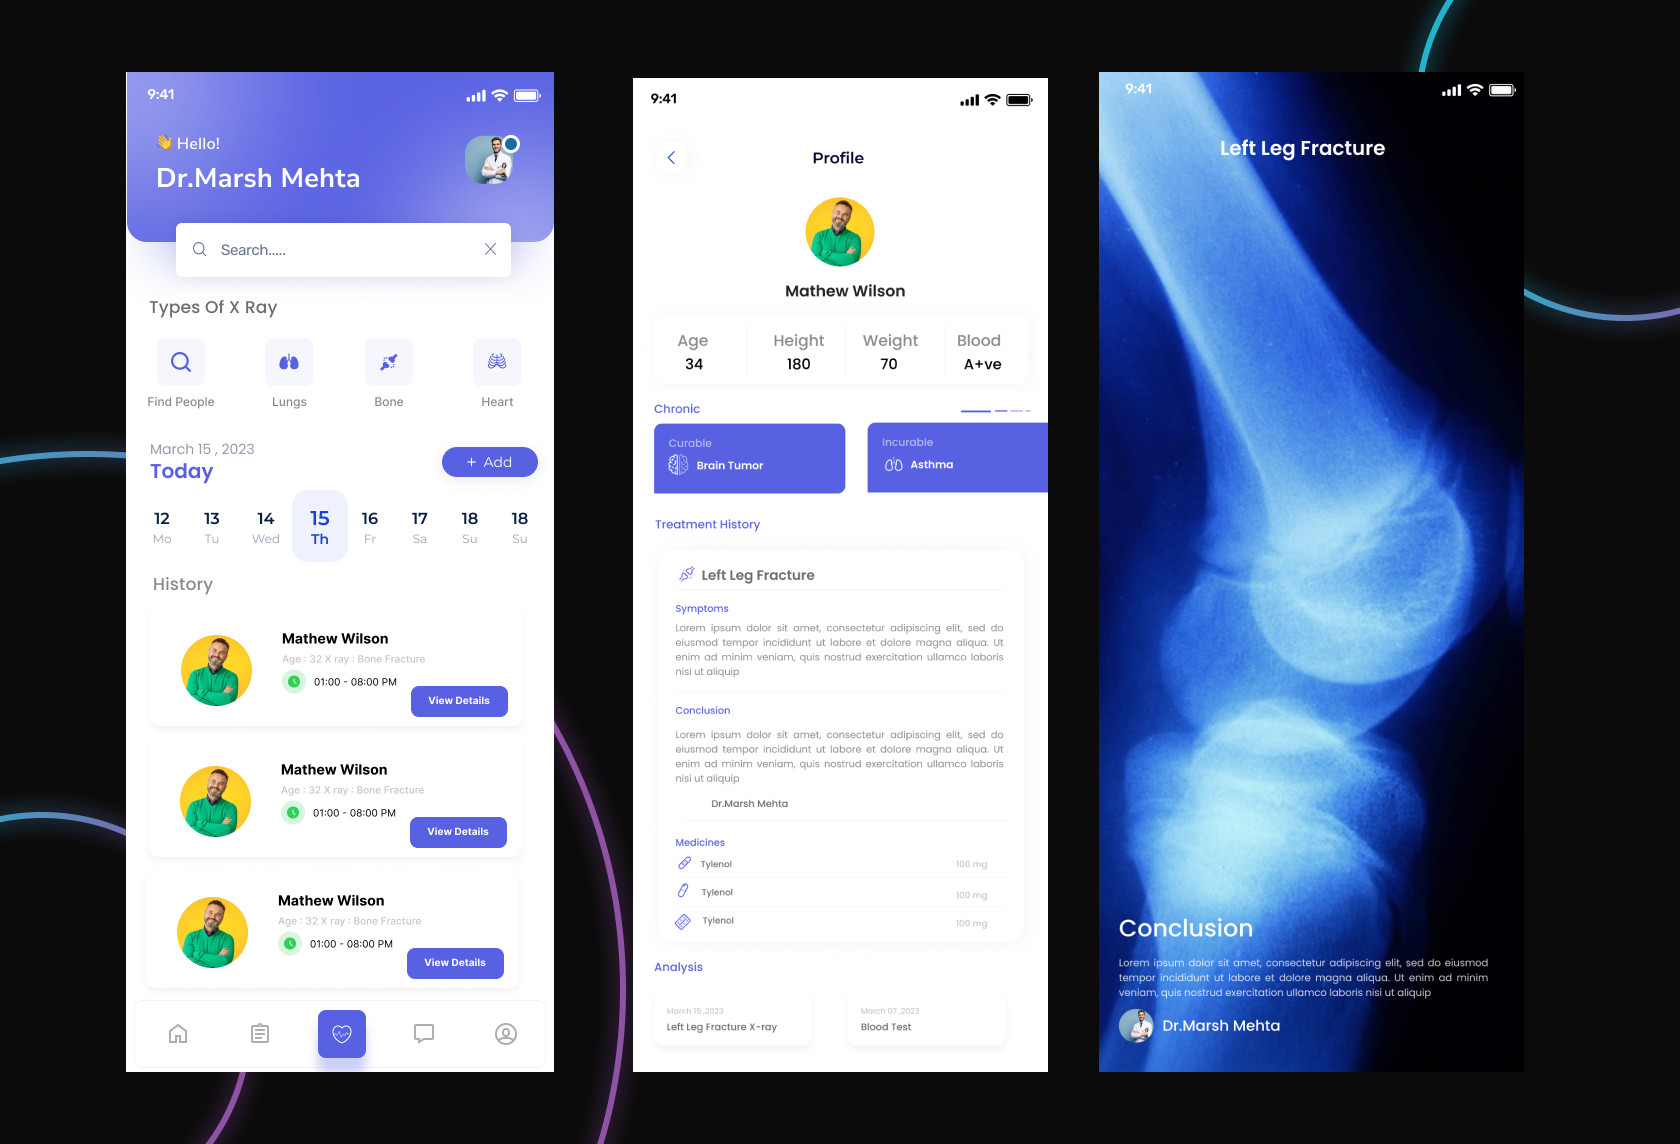 9:41
👋 Hello!
Dr.Marsh Mehta
Search.....
Types Of X Ray
Find People
Lungs
Bone
Heart
March 15 , 2023
Today
+ Add
12 13 14 15 16 17 18 18
Mo Tu Wed Th Fr Sa Su Su
History
Mathew Wilson
Age : 32 X ray : Bone Fracture
01:00 - 08:00 PM
View Details
Mathew Wilson
Age : 32 X ray : Bone Fracture
01:00 - 08:00 PM
View Details
Mathew Wilson
Age : 32 X ray : Bone Fracture
01:00 - 08:00 PM
View Details
9:41
Profile
Mathew Wilson
Age Height Weight Blood
34 180 70 A+ve
Chronic
Curable
Brain Tumor
Incurable
Asthma
Treatment History
Left Leg Fracture
Symptoms
Lorem ipsum dolor sit amet, consectetur adipiscing elit, sed do
eiusmod tempor incididunt ut labore et dolore magna aliqua. Ut
enim ad minim veniam, quis nostrud exercitation ullamco laboris
nisi ut aliquip
Conclusion
Lorem ipsum dolor sit amet, consectetur adipiscing elit, sed do
eiusmod tempor incididunt ut labore et dolore magna aliqua. Ut
enim ad minim veniam, quis nostrud exercitation ullamco laboris
nisi ut aliquip
Dr.Marsh Mehta
Medicines
Tylenol 100 mg
Tylenol 100 mg
Tylenol 100 mg
Analysis
March 15 ,2023
Left Leg Fracture X-ray
March 07 ,2023
Blood Test
9:41
Left Leg Fracture
Conclusion
Lorem ipsum dolor sit amet, consectetur adipiscing elit, sed do eiusmod
tempor incididunt ut labore et dolore magna aliqua. Ut enim ad minim
veniam, quis nostrud exercitation ullamco laboris nisi ut aliquip
Dr.Marsh Mehta